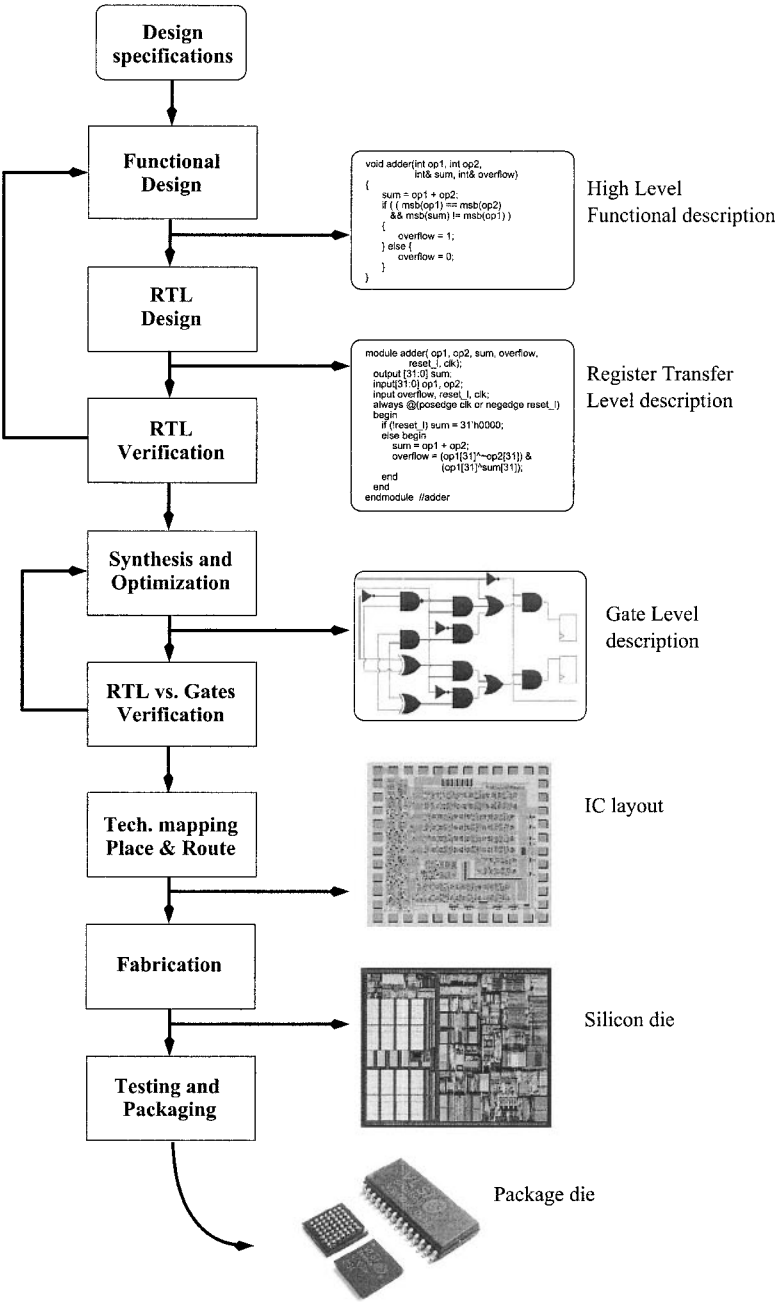 Design
specifications
Functional
Design
void adder(int op1, int op2,
int& sum, int& overflow)
{
sum = op1 + op2;
if ( ( msb(op1) == msb(op2)
&& msb(sum) != msb(op1) )
{
overflow = 1;
} else {
overflow = 0;
}
}
High Level
Functional description
RTL
Design
module adder( op1, op2, sum, overflow,
reset_l, clk);
output [31:0] sum;
input[31:0] op1, op2;
input overflow, reset_l, clk;
always @(posedge clk or negedge reset_l)
begin
if (!reset_l) sum = 31'h0000;
else begin
sum = op1 + op2;
overflow = (op1[31]^~op2[31]) &
(op1[31]^sum[31]);
end
end
endmodule //adder
Register Transfer
Level description
RTL
Verification
Synthesis and
Optimization
Gate Level
description
RTL vs. Gates
Verification
Tech. mapping
Place & Route
IC layout
Fabrication
Silicon die
Testing and
Packaging
Package die